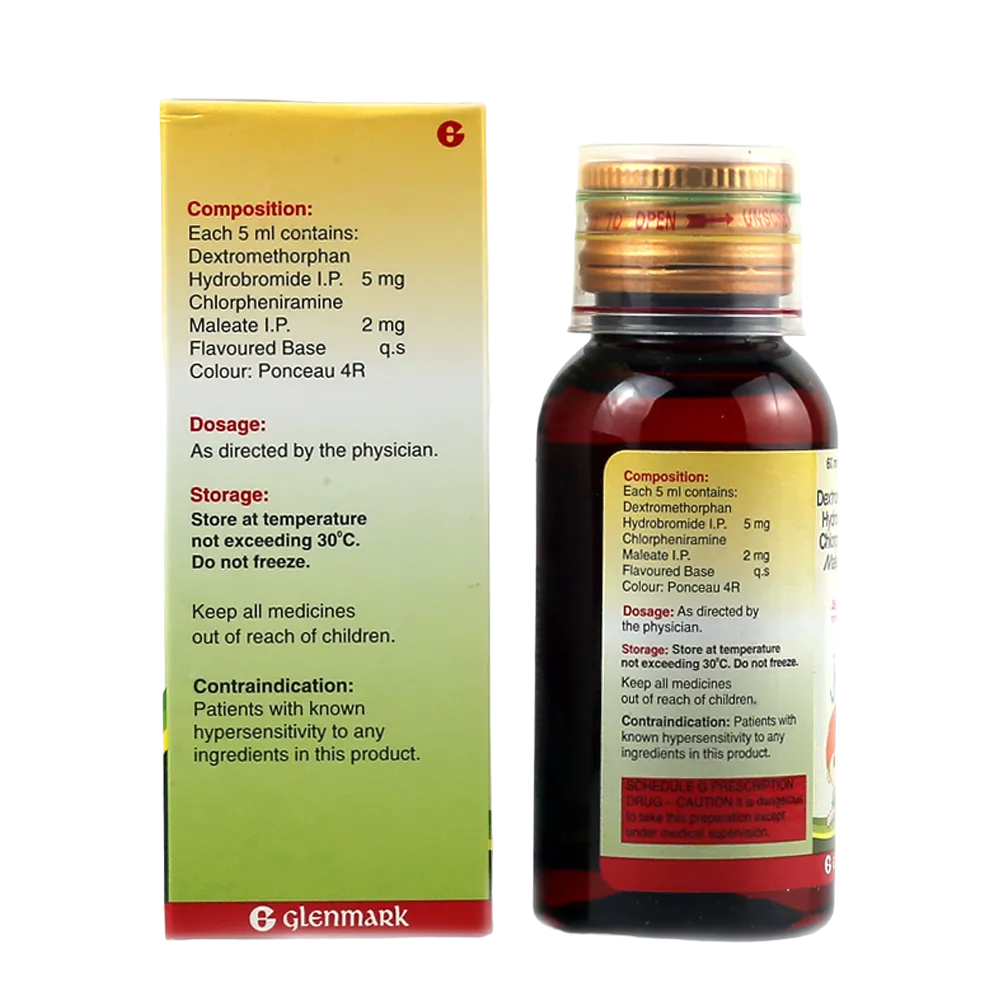 Composition:
Each 5 ml contains:
Dextromethorphan
Hydrobromide I.P. 5 mg
Chlorpheniramine
Maleate I.P. 2 mg
Flavoured Base q.s
Colour: Ponceau 4R
Dosage:
As directed by the physician.
Storage:
Store at temperature
not exceeding 30°C.
Do not freeze.
Keep all medicines
out of reach of children.
Contraindication:
Patients with known
hypersensitivity to any
ingredients in this product.
glenmark
TO OPEN
Composition:
Each 5 ml contains:
Dextromethorphan
Hydrobromide I.P. 5 mg
Chlorpheniramine
Maleate I.P. 2 mg
Flavoured Base q.s
Colour: Ponceau 4R
Dosage: As directed by
the physician.
Storage: Store at temperature
not exceeding 30°C. Do not freeze.
Keep all medicines
out of reach of children.
Contraindication: Patients with
known hypersensitivity to any
ingredients in this product.
SCHEDULE G PRESCRIPTION
DRUG – CAUTION It is dangerous
to take this preparation except
under medical supervision.